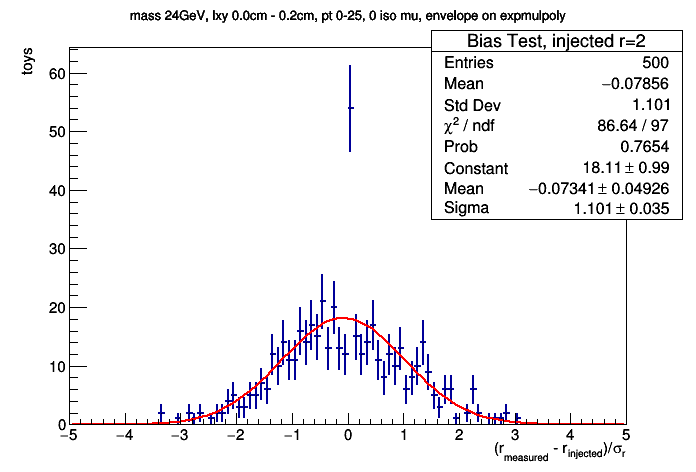 mass 24GeV, lxy 0.0cm - 0.2cm, pt 0-25, 0 iso mu, envelope on expmulpoly
Bias Test, injected r=2
Entries 500
Mean −0.07856
Std Dev 1.101
χ² / ndf 86.64 / 97
Prob 0.7654
Constant 18.11 ± 0.99
Mean −0.07341 ± 0.04926
Sigma 1.101 ± 0.035
toys
60
50
40
30
20
10
0
−5 −4 −3 −2 −1 0 1 2 3 4 5
(r_measured - r_injected)/σ_r